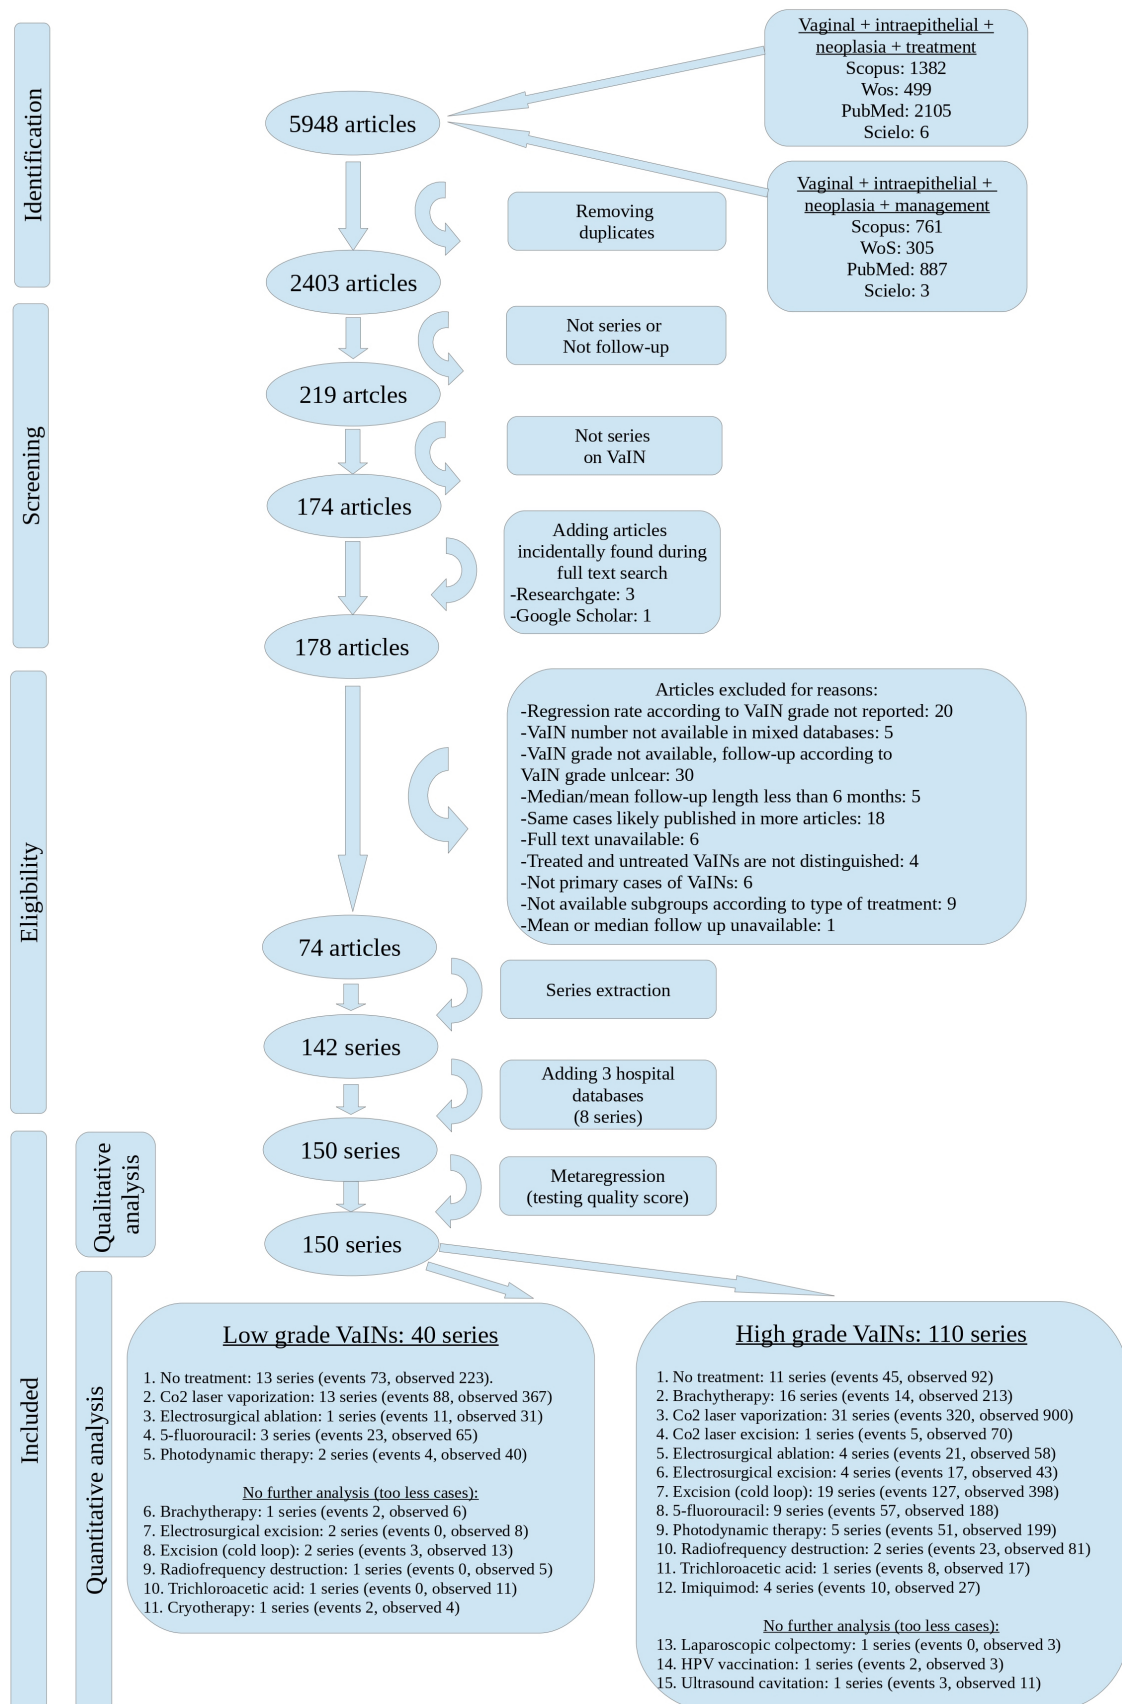 Identification
5948 articles
Vaginal + intraepithelial +
neoplasia + treatment
Scopus: 1382
Wos: 499
PubMed: 2105
Scielo: 6
Vaginal + intraepithelial +
neoplasia + management
Scopus: 761
WoS: 305
PubMed: 887
Scielo: 3
Removing
duplicates
2403 articles
Screening
Not series or
Not follow-up
219 artcles
Not series
on VaIN
174 articles
Adding articles
incidentally found during
full text search
-Researchgate: 3
-Google Scholar: 1
178 articles
Eligibility
Articles excluded for reasons:
-Regression rate according to VaIN grade not reported: 20
-VaIN number not available in mixed databases: 5
-VaIN grade not available, follow-up according to
VaIN grade unlcear: 30
-Median/mean follow-up length less than 6 months: 5
-Same cases likely published in more articles: 18
-Full text unavailable: 6
-Treated and untreated VaINs are not distinguished: 4
-Not primary cases of VaINs: 6
-Not available subgroups according to type of treatment: 9
-Mean or median follow up unavailable: 1
74 articles
Series extraction
142 series
Adding 3 hospital
databases
(8 series)
150 series
Included
Qualitative
analysis
Metaregression
(testing quality score)
150 series
Quantitative analysis
Low grade VaINs: 40 series
1. No treatment: 13 series (events 73, observed 223).
2. Co2 laser vaporization: 13 series (events 88, observed 367)
3. Electrosurgical ablation: 1 series (events 11, observed 31)
4. 5-fluorouracil: 3 series (events 23, observed 65)
5. Photodynamic therapy: 2 series (events 4, observed 40)
No further analysis (too less cases):
6. Brachytherapy: 1 series (events 2, observed 6)
7. Electrosurgical excision: 2 series (events 0, observed 8)
8. Excision (cold loop): 2 series (events 3, observed 13)
9. Radiofrequency destruction: 1 series (events 0, observed 5)
10. Trichloroacetic acid: 1 series (events 0, observed 11)
11. Cryotherapy: 1 series (events 2, observed 4)
High grade VaINs: 110 series
1. No treatment: 11 series (events 45, observed 92)
2. Brachytherapy: 16 series (events 14, observed 213)
3. Co2 laser vaporization: 31 series (events 320, observed 900)
4. Co2 laser excision: 1 series (events 5, observed 70)
5. Electrosurgical ablation: 4 series (events 21, observed 58)
6. Electrosurgical excision: 4 series (events 17, observed 43)
7. Excision (cold loop): 19 series (events 127, observed 398)
8. 5-fluorouracil: 9 series (events 57, observed 188)
9. Photodynamic therapy: 5 series (events 51, observed 199)
10. Radiofrequency destruction: 2 series (events 23, observed 81)
11. Trichloroacetic acid: 1 series (events 8, observed 17)
12. Imiquimod: 4 series (events 10, observed 27)
No further analysis (too less cases):
13. Laparoscopic colpectomy: 1 series (events 0, observed 3)
14. HPV vaccination: 1 series (events 2, observed 3)
15. Ultrasound cavitation: 1 series (events 3, observed 11)